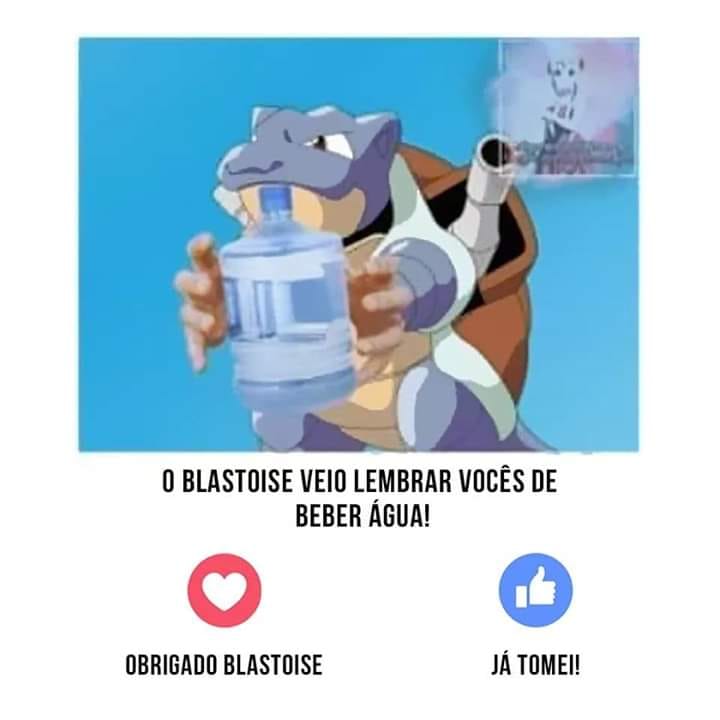 O BLASTOISE VEIO LEMBRAR VOCÊS DE
BEBER ÁGUA!
OBRIGADO BLASTOISE
JÁ TOMEI!